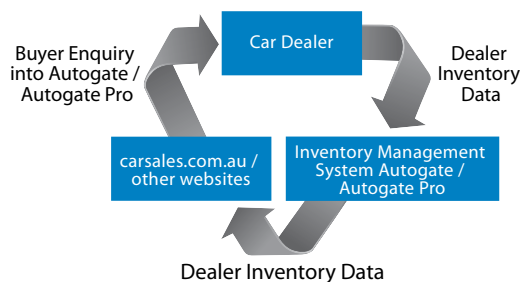 Car Dealer
Buyer Enquiry
into Autogate /
Autogate Pro
Dealer
Inventory
Data
carsales.com.au /
other websites
Inventory Management
System Autogate /
Autogate Pro
Dealer Inventory Data